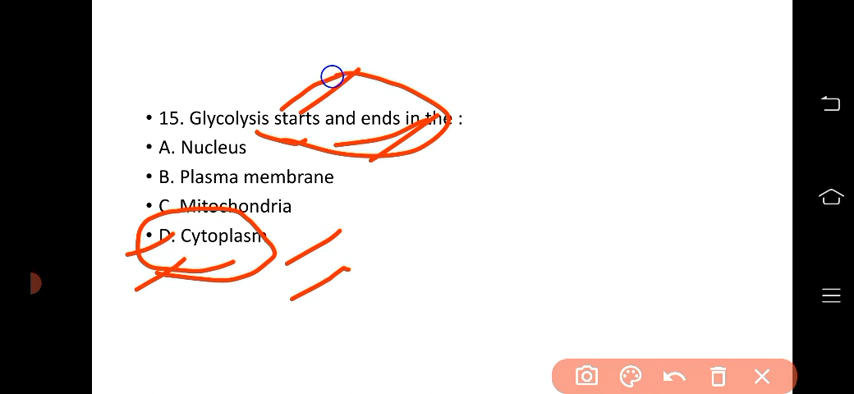 • 15. Glycolysis starts and ends in the :
• A. Nucleus
• B. Plasma membrane
• C. Mitochondria
• D. Cytoplasm